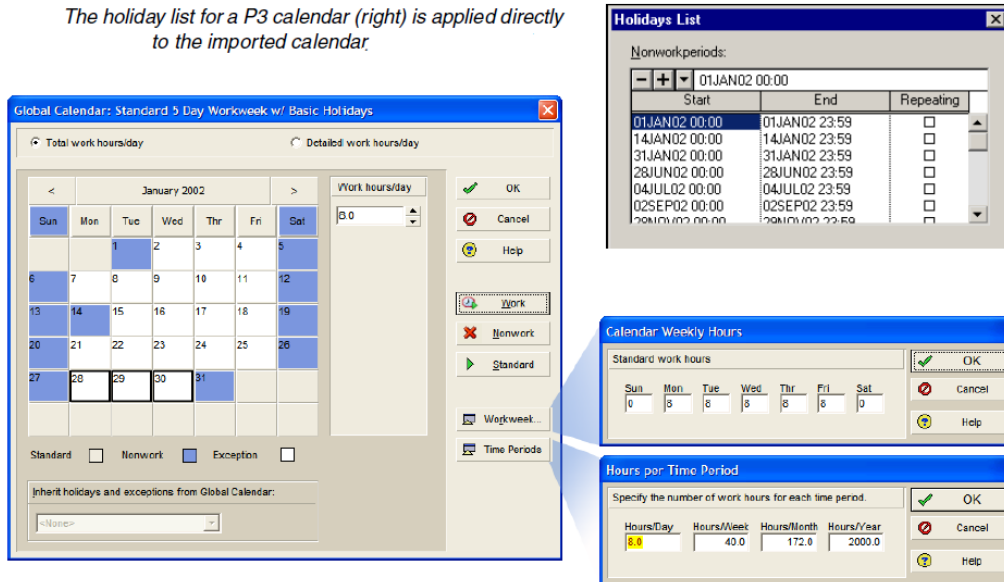 The holiday list for a P3 calendar (right) is applied directly
to the imported calendar
Holidays List
Nonworkperiods:
01JAN02 00:00
Start End Repeating
01JAN02 00:00 01JAN02 23:59
14JAN02 00:00 14JAN02 23:59
31JAN02 00:00 31JAN02 23:59
28JUN02 00:00 28JUN02 23:59
04JUL02 00:00 04JUL02 23:59
02SEP02 00:00 02SEP02 23:59
28NOV02 00:00 28NOV02 23:59
Global Calendar: Standard 5 Day Workweek w/ Basic Holidays
Total work hours/day Detailed work hours/day
< January 2002 >
Sun Mon Tue Wed Thr Fri Sat
1 2 3 4 5
6 7 8 9 10 11 12
13 14 15 16 17 18 19
20 21 22 23 24 25 26
27 28 29 30 31
Work hours/day
8.0
OK
Cancel
Help
Work
Nonwork
Standard
Workweek...
Time Periods
Standard Nonwork Exception
Inherit holidays and exceptions from Global Calendar:
<None>
Calendar Weekly Hours
Standard work hours
Sun Mon Tue Wed Thr Fri Sat
0 8 8 8 8 8 0
OK
Cancel
Help
Hours per Time Period
Specify the number of work hours for each time period.
Hours/Day Hours/Week Hours/Month Hours/Year
8.0 40.0 172.0 2000.0
OK
Cancel
Help